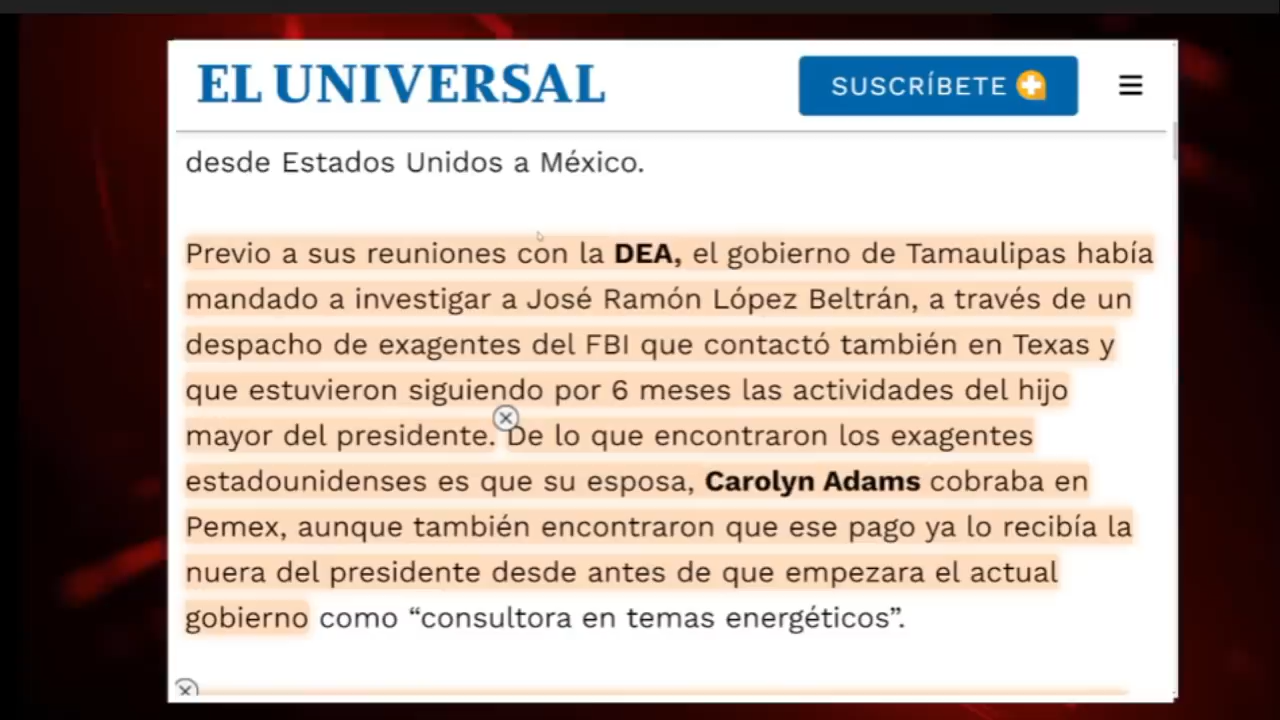 EL UNIVERSAL
SUSCRÍBETE
desde Estados Unidos a México.
Previo a sus reuniones con la DEA, el gobierno de Tamaulipas había
mandado a investigar a José Ramón López Beltrán, a través de un
despacho de exagentes del FBI que contactó también en Texas y
que estuvieron siguiendo por 6 meses las actividades del hijo
mayor del presidente. De lo que encontraron los exagentes
estadounidenses es que su esposa, Carolyn Adams cobraba en
Pemex, aunque también encontraron que ese pago ya lo recibía la
nuera del presidente desde antes de que empezara el actual
gobierno como “consultora en temas energéticos”.